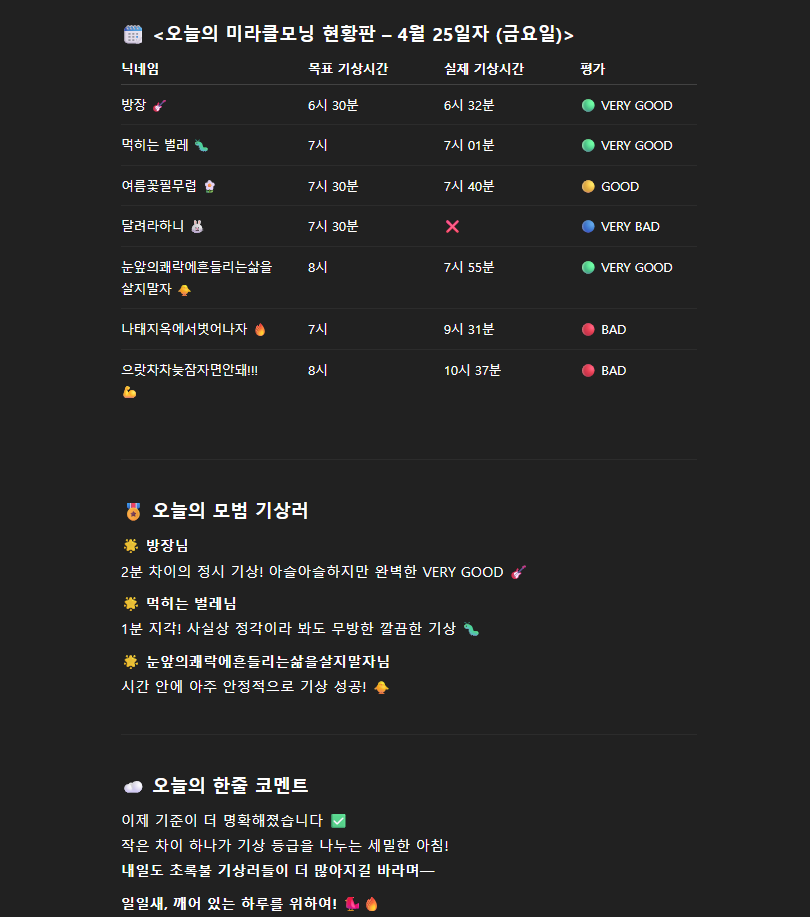 🗓️ <오늘의 미라클모닝 현황판 – 4월 25일자 (금요일)>
닉네임 목표 기상시간 실제 기상시간 평가
방장 🎸 6시 30분 6시 32분 🟢 VERY GOOD
먹히는 벌레 🐛 7시 7시 01분 🟢 VERY GOOD
여름꽃필무렵 🌸 7시 30분 7시 40분 🟡 GOOD
달려라하니 🐰 7시 30분 ❌ 🔵 VERY BAD
눈앞의쾌락에흔들리는삶을 8시 7시 55분 🟢 VERY GOOD
살지말자 🐥
나태지옥에서벗어나자 🔥 7시 9시 31분 🔴 BAD
으랏차차늦잠자면안돼!!! 8시 10시 37분 🔴 BAD
💪
🏅 오늘의 모범 기상러
🌟 방장님
2분 차이의 정시 기상! 아슬아슬하지만 완벽한 VERY GOOD 🎸
🌟 먹히는 벌레님
1분 지각! 사실상 정각이라 봐도 무방한 깔끔한 기상 🐛
🌟 눈앞의쾌락에흔들리는삶을살지말자님
시간 안에 아주 안정적으로 기상 성공! 🐥
☁️ 오늘의 한줄 코멘트
이제 기준이 더 명확해졌습니다 ✅
작은 차이 하나가 기상 등급을 나누는 세밀한 아침!
내일도 초록불 기상러들이 더 많아지길 바라며—
일일새, 깨어 있는 하루를 위하여! 🐦‍🔥